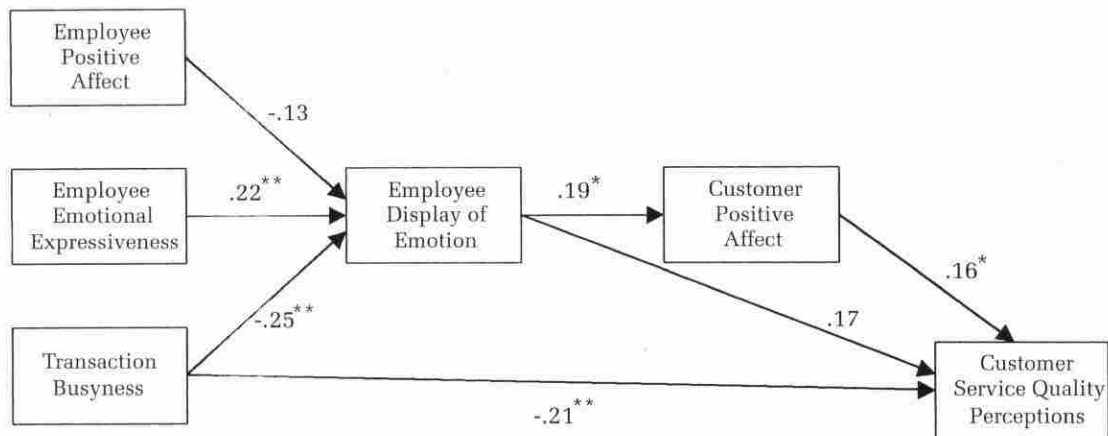 Employee
Positive
Affect
-.13
Employee
Emotional
Expressiveness
.22**
Employee
Display of
Emotion
.19*
Customer
Positive
Affect
.16*
-.25**
.17
Transaction
Busyness
-.21**
Customer
Service Quality
Perceptions